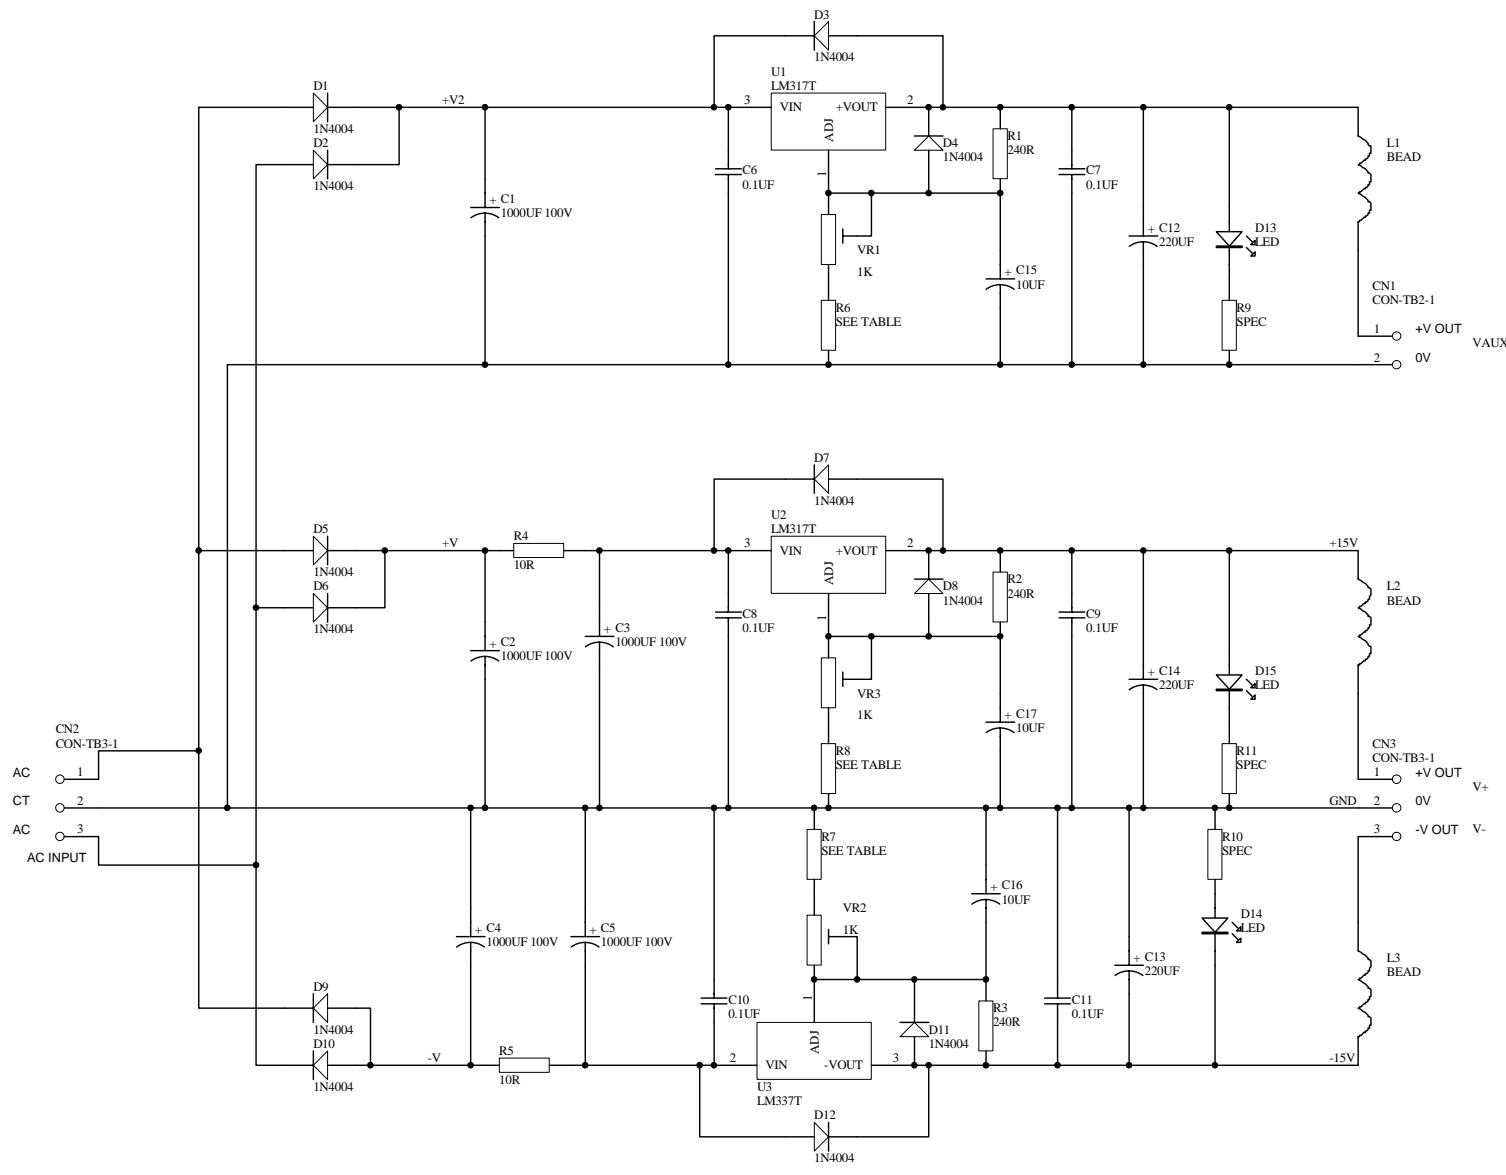 D3
1N4004
U1
LM317T
D1
1N4004
+V2
3
VIN
+VOUT
ADJ
2
1
D2
1N4004
D4
1N4004
R1
240R
L1
BEAD
C6
0.1UF
C7
0.1UF
+ C1
1000UF 100V
VR1
1K
+ C12
220UF
D13
LED
+ C15
10UF
R6
SEE TABLE
R9
SPEC
CN1
CON-TB2-1
1
+V OUT
VAUX
2
0V
D7
1N4004
U2
LM317T
D5
1N4004
+V
R4
10R
3
VIN
+VOUT
ADJ
2
1
+15V
D6
1N4004
D8
1N4004
R2
240R
L2
BEAD
C8
0.1UF
C9
0.1UF
+ C2
1000UF 100V
+ C3
1000UF 100V
VR3
1K
+ C14
220UF
D15
LED
+ C17
10UF
R8
SEE TABLE
R11
SPEC
CN2
CON-TB3-1
AC
1
CT
2
AC
3
AC INPUT
CN3
CON-TB3-1
1
+V OUT
V+
GND
2
0V
3
-V OUT
V-
R7
SEE TABLE
R10
SPEC
+ C16
10UF
VR2
1K
D14
LED
+ C4
1000UF 100V
+ C5
1000UF 100V
+ C13
220UF
L3
BEAD
D9
1N4004
C10
0.1UF
1
R3
240R
C11
0.1UF
D11
1N4004
D10
1N4004
-V
R5
10R
2
VIN
ADJ
-VOUT
3
-15V
U3
LM337T
D12
1N4004